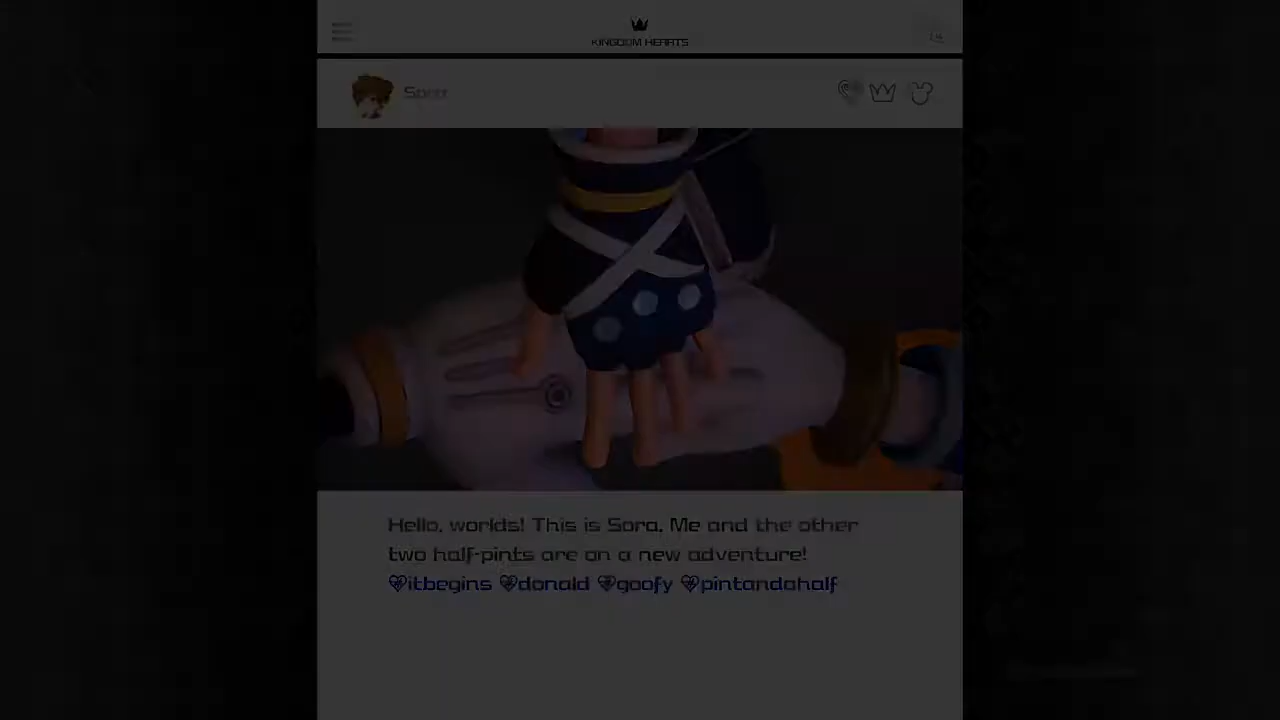 KINGDOM HEARTS
Sora
Hello, worlds! This is Sora. Me and the other
two half-pints are on a new adventure!
itbegins donald goofy pintandahalf